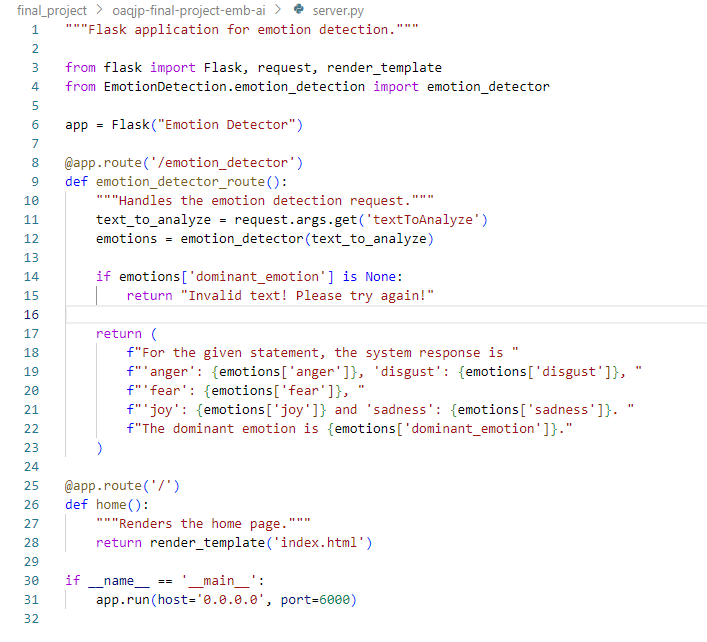 final_project > oaqjp-final-project-emb-ai > server.py
1 """Flask application for emotion detection."""
2
3 from flask import Flask, request, render_template
4 from EmotionDetection.emotion_detection import emotion_detector
5
6 app = Flask("Emotion Detector")
7
8 @app.route('/emotion_detector')
9 def emotion_detector_route():
10     """Handles the emotion detection request."""
11     text_to_analyze = request.args.get('textToAnalyze')
12     emotions = emotion_detector(text_to_analyze)
13
14     if emotions['dominant_emotion'] is None:
15         return "Invalid text! Please try again!"
16
17     return (
18         f"For the given statement, the system response is "
19         f"'anger': {emotions['anger']}, 'disgust': {emotions['disgust']}, "
20         f"'fear': {emotions['fear']}, "
21         f"'joy': {emotions['joy']} and 'sadness': {emotions['sadness']}. "
22         f"The dominant emotion is {emotions['dominant_emotion']}."
23     )
24
25 @app.route('/')
26 def home():
27     """Renders the home page."""
28     return render_template('index.html')
29
30 if __name__ == '__main__':
31     app.run(host='0.0.0.0', port=6000)
32